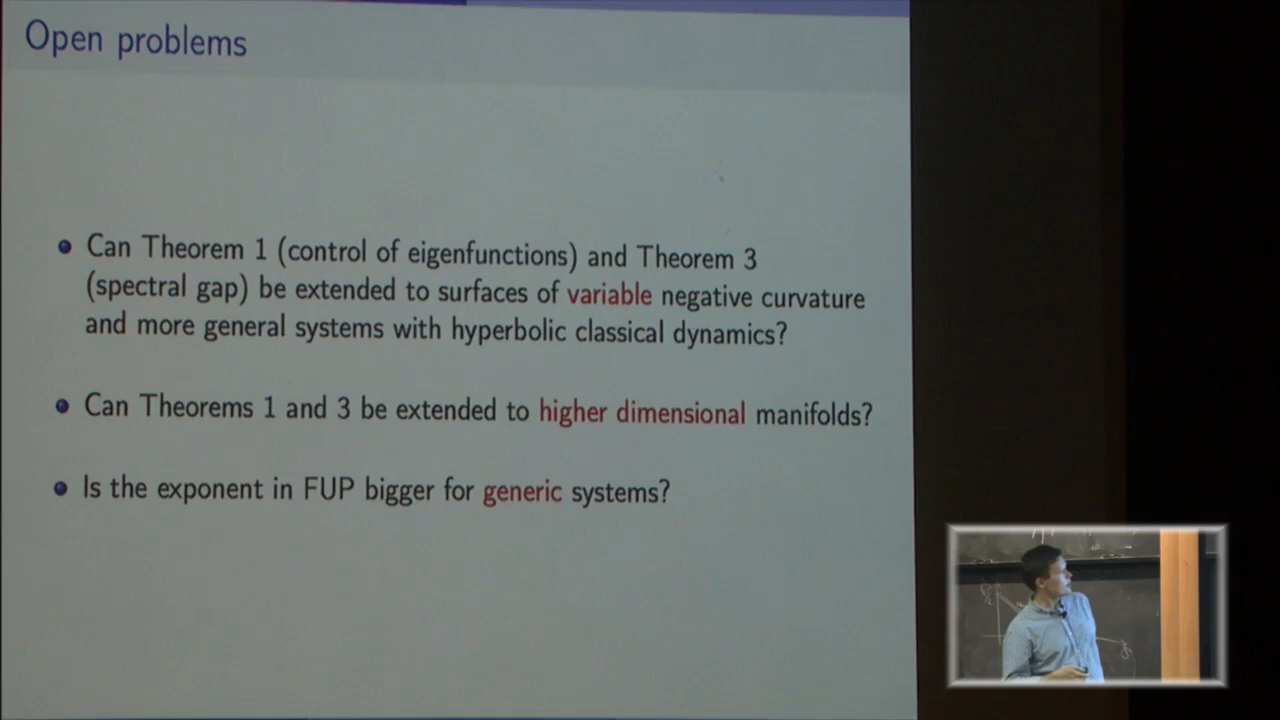 Open problems
Can Theorem 1 (control of eigenfunctions) and Theorem 3
(spectral gap) be extended to surfaces of variable negative curvature
and more general systems with hyperbolic classical dynamics?
Can Theorems 1 and 3 be extended to higher dimensional manifolds?
Is the exponent in FUP bigger for generic systems?